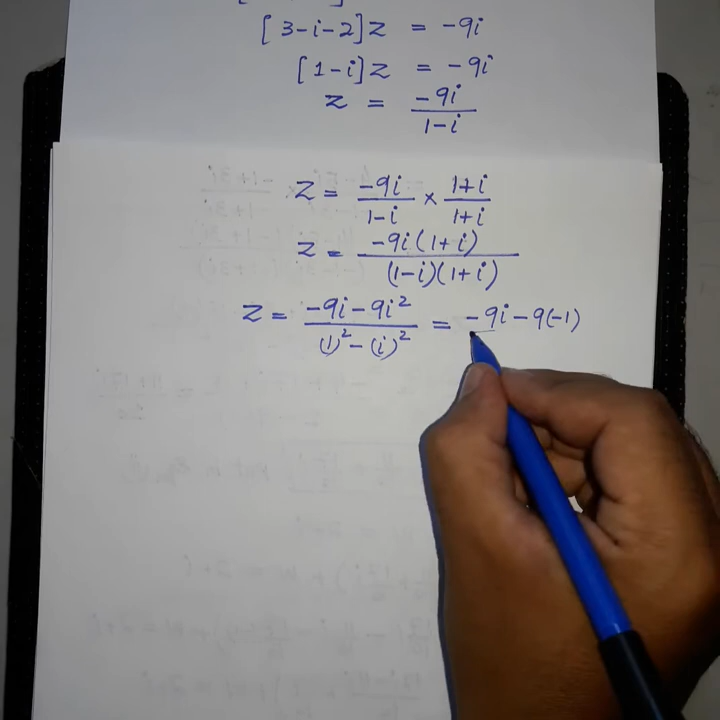 [3-i-2]z = -9i
[1-i]z = -9i
z = -9i/1-i
z = -9i/1-i × 1+i/1+i
z = -9i(1+i)/(1-i)(1+i)
z = -9i-9i²/(1)²-(i)² = -9i-9(-1)